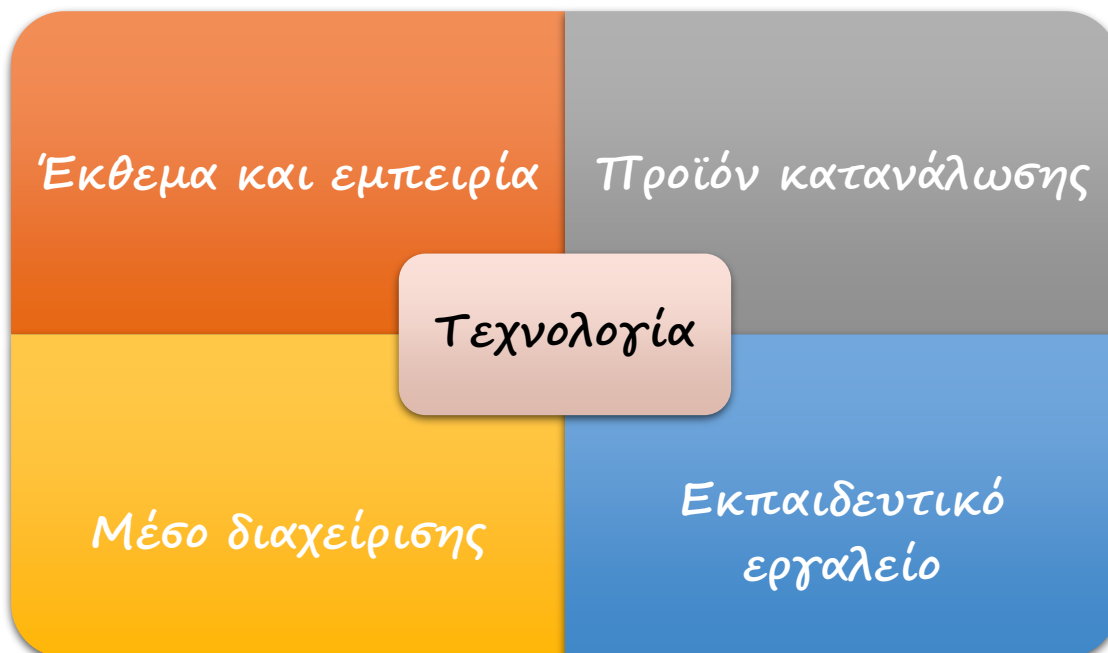 Έκθεμα και εμπειρία
Προϊόν κατανάλωσης
Τεχνολογία
Μέσο διαχείρισης
Εκπαιδευτικό
εργαλείο